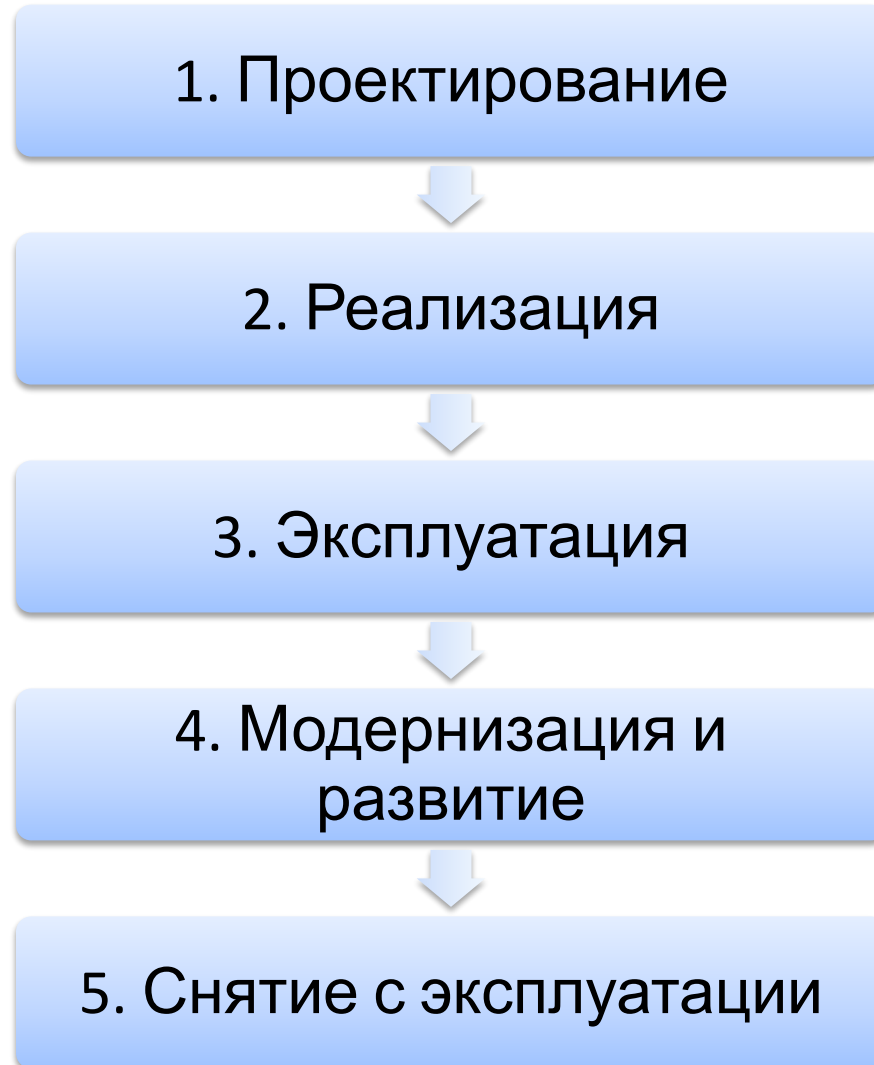 1. Проектирование
2. Реализация
3. Эксплуатация
4. Модернизация и
развитие
5. Снятие с эксплуатации